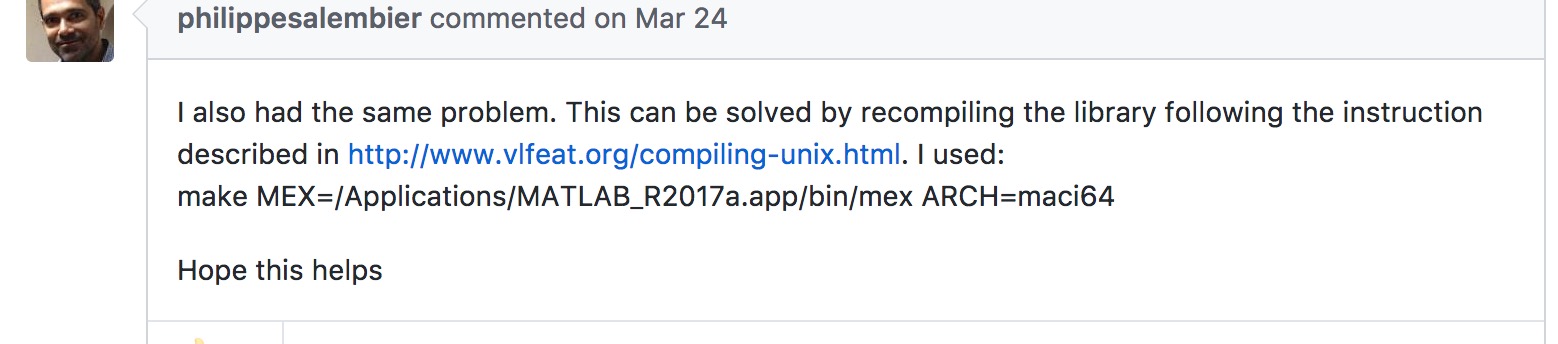 philippesalembier commented on Mar 24
I also had the same problem. This can be solved by recompiling the library following the instruction
described in http://www.vlfeat.org/compiling-unix.html. I used:
make MEX=/Applications/MATLAB_R2017a.app/bin/mex ARCH=maci64
Hope this helps